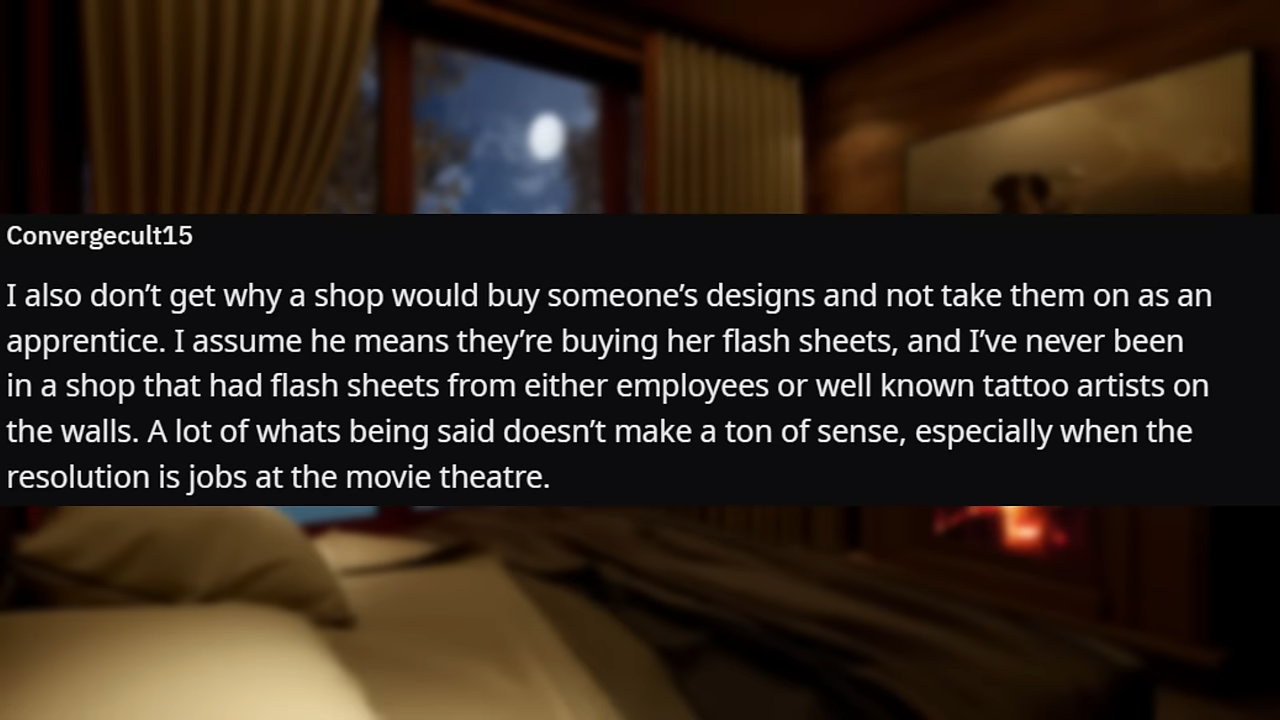 Convergecult15
I also don’t get why a shop would buy someone’s designs and not take them on as an
apprentice. I assume he means they’re buying her flash sheets, and I’ve never been
in a shop that had flash sheets from either employees or well known tattoo artists on
the walls. A lot of whats being said doesn’t make a ton of sense, especially when the
resolution is jobs at the movie theatre.